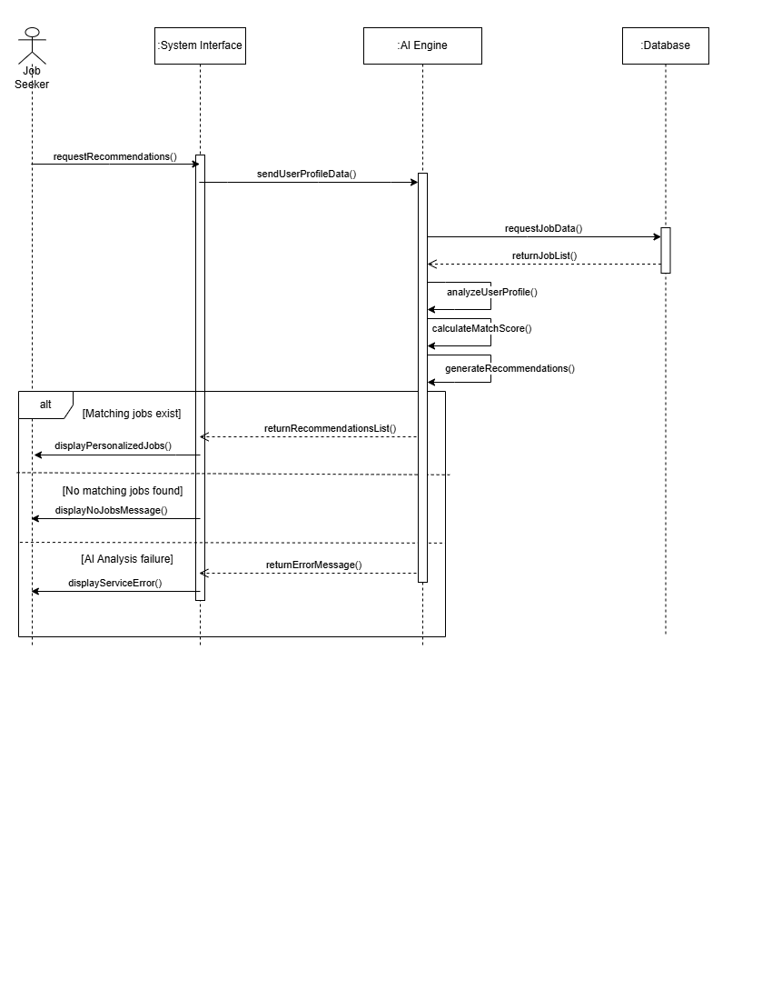 Job
Seeker
:System Interface
:AI Engine
:Database
requestRecommendations()
sendUserProfileData()
requestJobData()
returnJobList()
analyzeUserProfile()
calculateMatchScore()
generateRecommendations()
alt
[Matching jobs exist]
returnRecommendationsList()
displayPersonalizedJobs()
[No matching jobs found]
displayNoJobsMessage()
[AI Analysis failure]
returnErrorMessage()
displayServiceError()